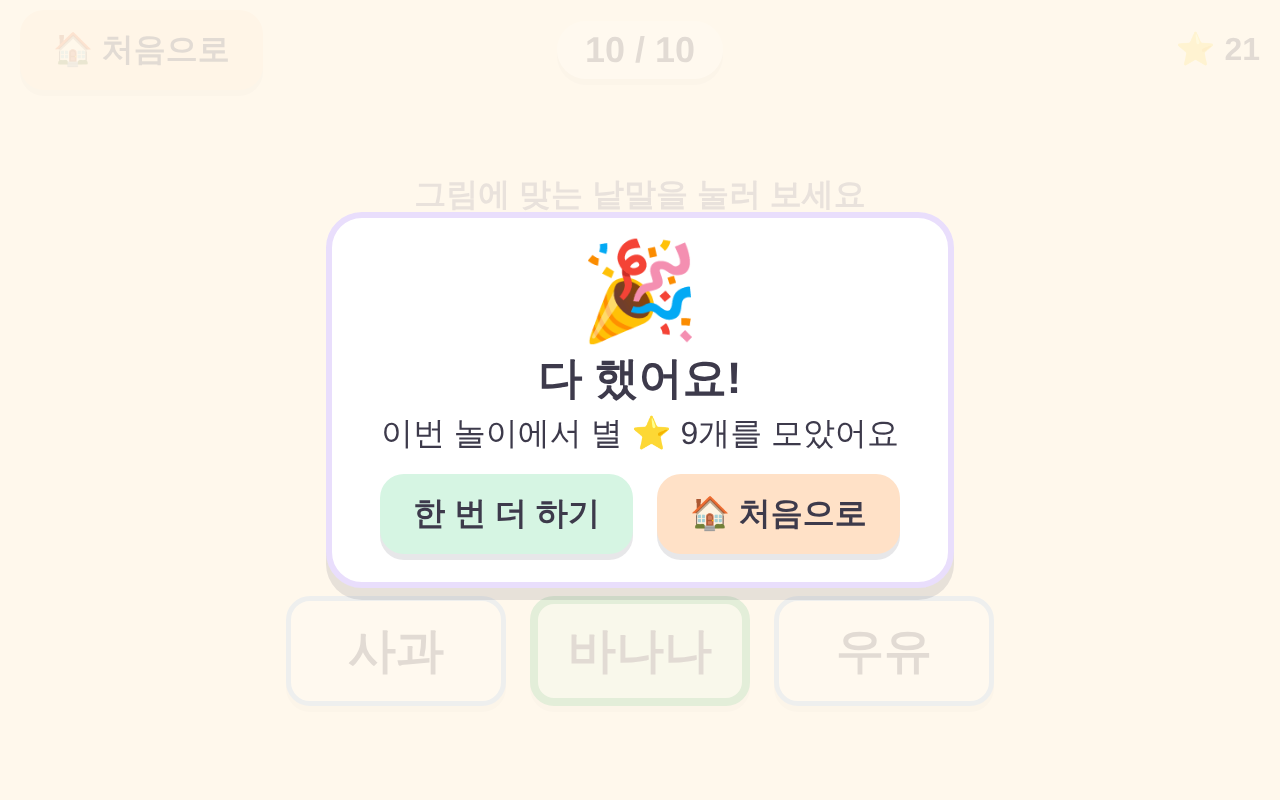 🏠 처음으로
10 / 10
⭐ 21
그림에 맞는 낱말을 눌러 보세요
다 했어요!
이번 놀이에서 별 ⭐ 9개를 모았어요
한 번 더 하기
🏠 처음으로
사과
바나나
우유